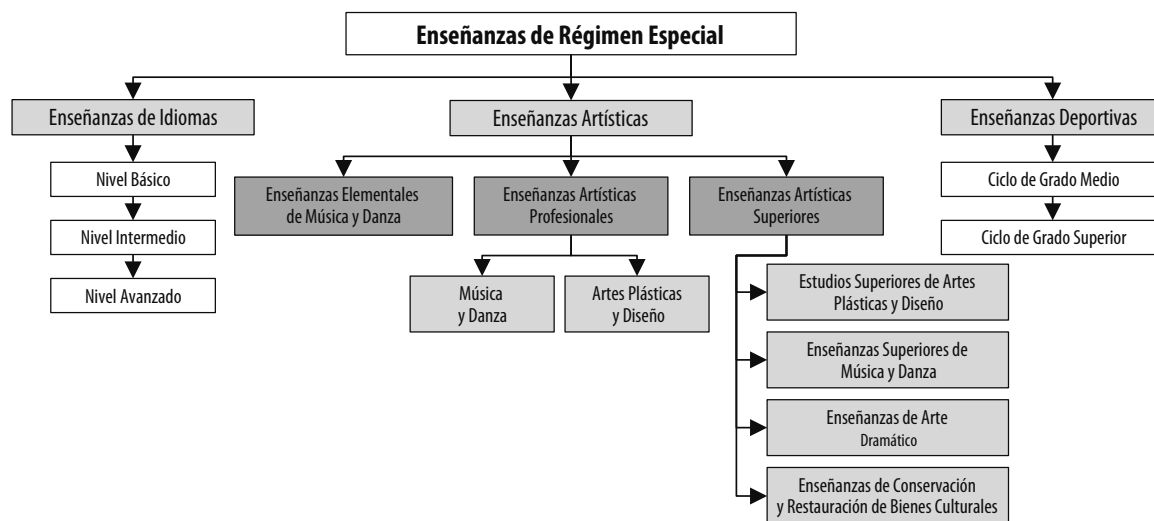 Enseñanzas de Régimen Especial
Enseñanzas de Idiomas
Nivel Básico
Nivel Intermedio
Nivel Avanzado
Enseñanzas Artísticas
Enseñanzas Elementales
de Música y Danza
Enseñanzas Artísticas
Profesionales
Música
y Danza
Artes Plásticas
y Diseño
Enseñanzas Artísticas
Superiores
Estudios Superiores de Artes
Plásticas y Diseño
Enseñanzas Superiores de
Música y Danza
Enseñanzas de Arte
Dramático
Enseñanzas de Conservación
y Restauración de Bienes Culturales
Enseñanzas Deportivas
Ciclo de Grado Medio
Ciclo de Grado Superior